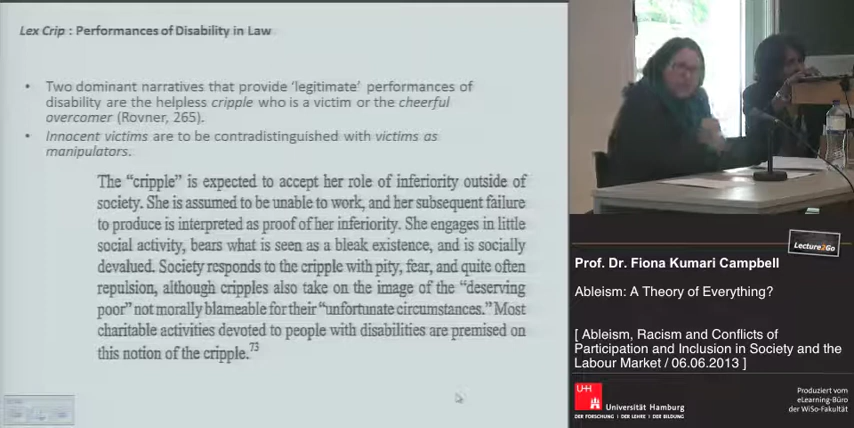 Lex Crip : Performances of Disability in Law
• Two dominant narratives that provide 'legitimate' performances of
disability are the helpless cripple who is a victim or the cheerful
overcomer (Rovner, 265).
• Innocent victims are to be contradistinguished with victims as
manipulators.
The "cripple" is expected to accept her role of inferiority outside of
society. She is assumed to be unable to work, and her subsequent failure
to produce is interpreted as proof of her inferiority. She engages in little
social activity, bears what is seen as a bleak existence, and is socially
devalued. Society responds to the cripple with pity, fear, and quite often
repulsion, although cripples also take on the image of the "deserving
poor" not morally blameable for their "unfortunate circumstances." Most
charitable activities devoted to people with disabilities are premised on
this notion of the cripple.73
Lecture2Go
Prof. Dr. Fiona Kumari Campbell
Ableism: A Theory of Everything?
[ Ableism, Racism and Conflicts of
Participation and Inclusion in Society and the
Labour Market / 06.06.2013 ]
UH
Universität Hamburg
DER FORSCHUNG | DER LEHRE | DER BILDUNG
Produziert vom
eLearning-Büro
der WiSo-Fakultät